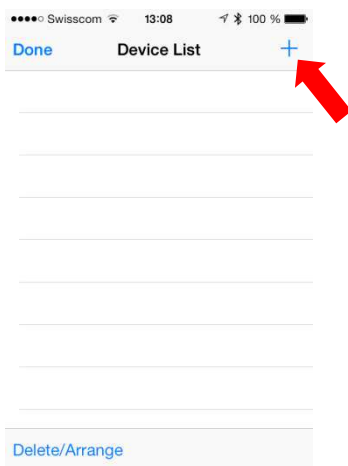 Swisscom 13:08 100 %
Done Device List +
Delete/Arrange